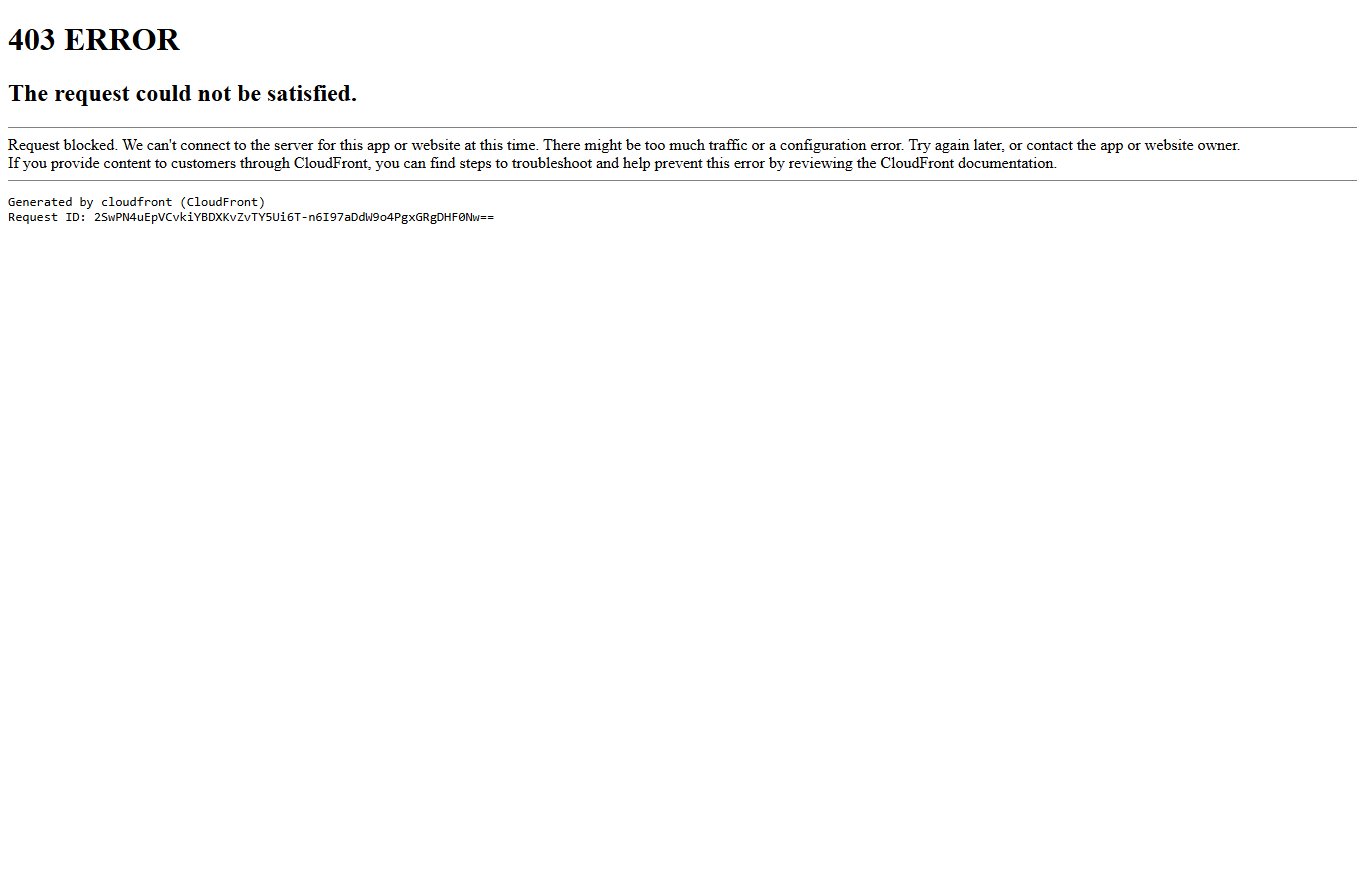 403 ERROR
The request could not be satisfied.
Request blocked. We can't connect to the server for this app or website at this time. There might be too much traffic or a configuration error. Try again later, or contact the app or website owner.
If you provide content to customers through CloudFront, you can find steps to troubleshoot and help prevent this error by reviewing the CloudFront documentation.
Generated by cloudfront (CloudFront)
Request ID: 2SwPN4uEpVCvkiYBDXKvZvTY5Ui6T-n6I97aDdW9o4PgxGRgDHF0Nw==